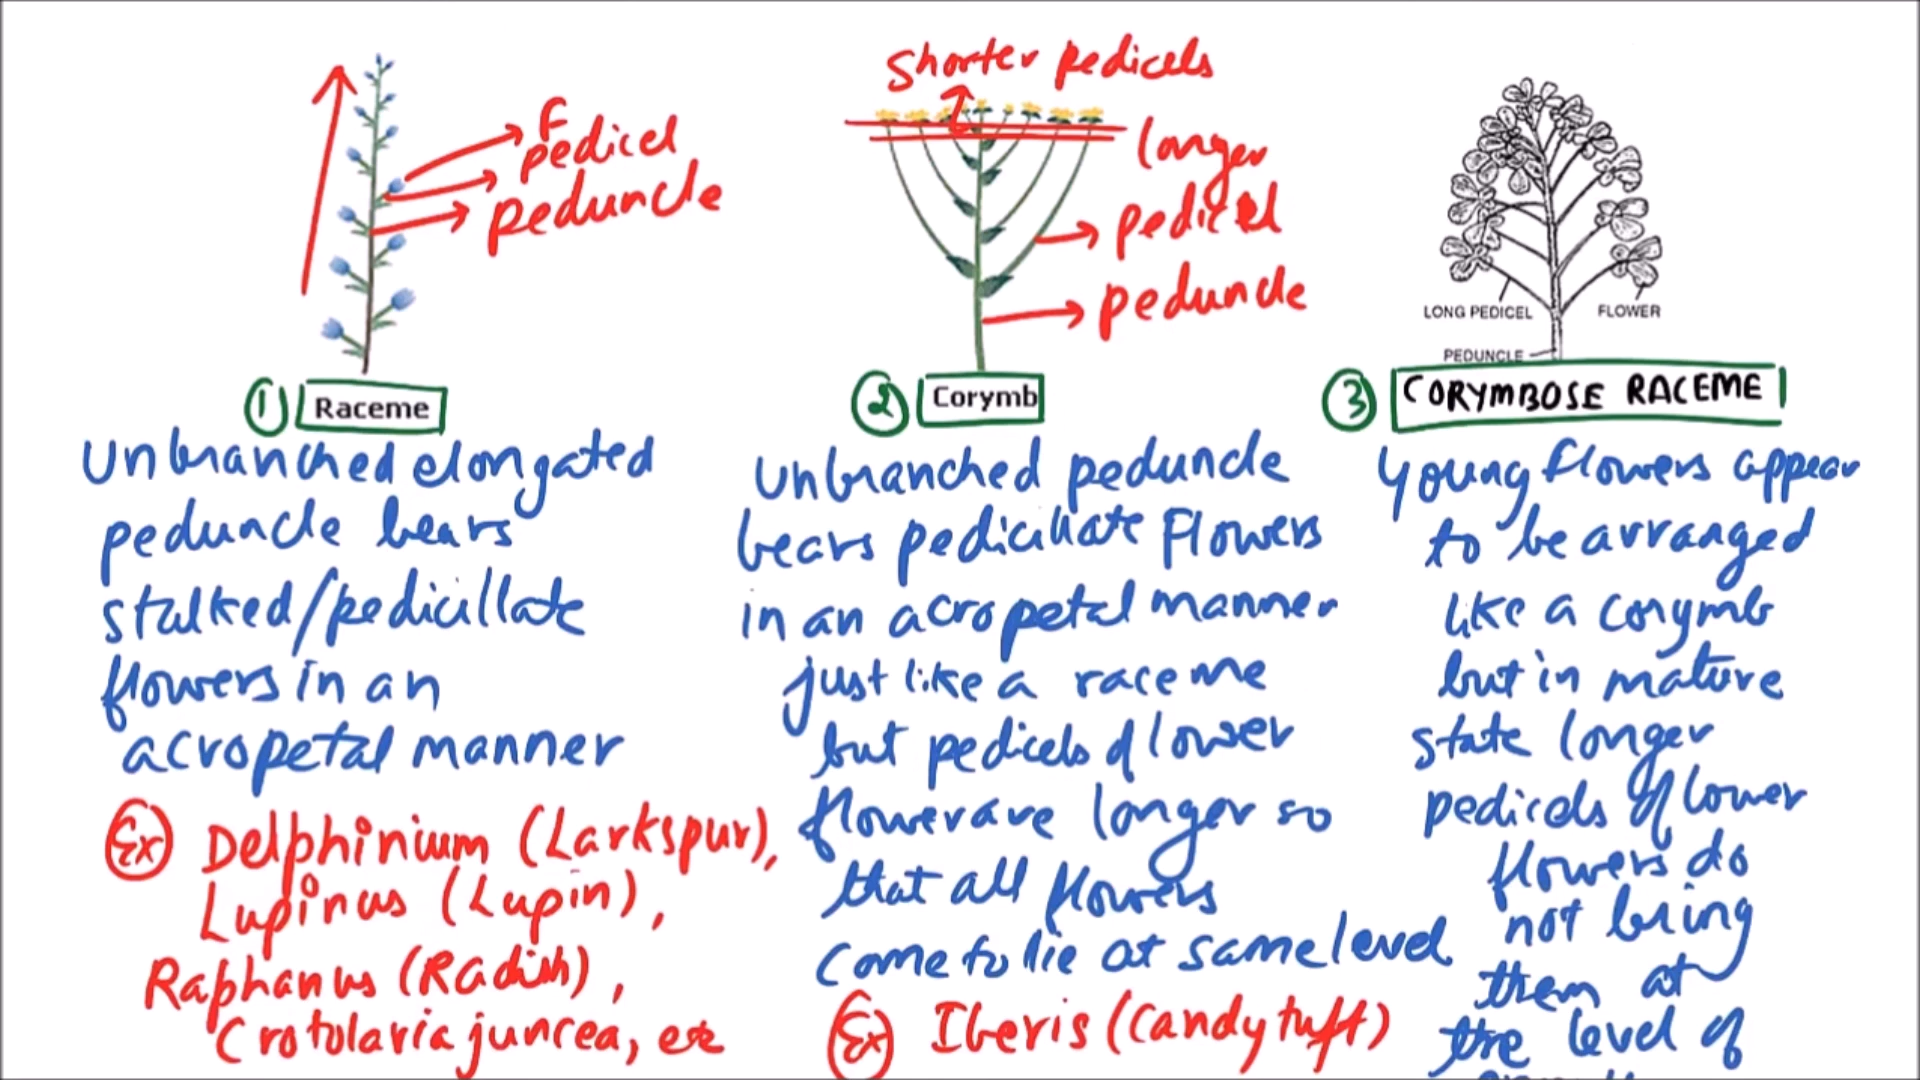 F
pedicel
peduncle
① Raceme
Unbranched elongated
peduncle bears
stalked/pedicillate
flowers in an
acropetal manner
Ex Delphinium (Larkspur),
Lupinus (Lupin),
Raphanus (Radish),
Crotolaria juncea, etc
Shorter pedicels
longer
pedicel
peduncle
② Corymb
Unbranched peduncle
bears pedicillate flowers
in an acropetal manner
just like a raceme
but pedicels of lower
flower are longer so
that all flowers
come to lie at same level
Ex Iberis (Candytuft)
LONG PEDICEL
FLOWER
PEDUNCLE
③ CORYMBOSE RACEME
Young flowers appear
to be arranged
like a corymb
but in mature
state longer
pedicels of lower
flowers do
not bring
them at
the level of